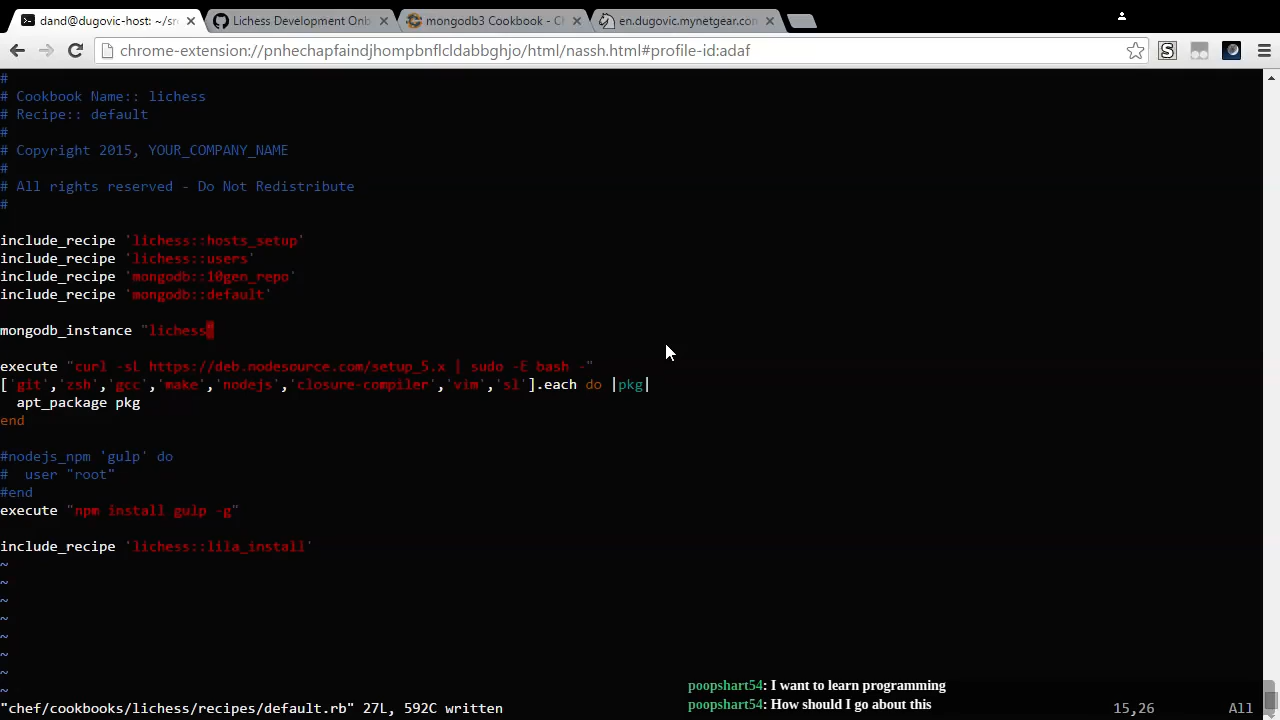 dand@dugovic-host: ~/sr
Lichess Development Onb
mongodb3 Cookbook - Ch
en.dugovic.mynetgear.com
chrome-extension://pnhechapfaindjhompbnflcldabbghjo/html/nassh.html#profile-id:adaf
#
# Cookbook Name:: lichess
# Recipe:: default
#
# Copyright 2015, YOUR_COMPANY_NAME
#
# All rights reserved - Do Not Redistribute
#
include_recipe 'lichess::hosts_setup'
include_recipe 'lichess::users'
include_recipe 'mongodb::10gen_repo'
include_recipe 'mongodb::default'
mongodb_instance "lichess"
execute "curl -sL https://deb.nodesource.com/setup_5.x | sudo -E bash -"
['git','zsh','gcc','make','nodejs','closure-compiler','vim','sl'].each do |pkg|
  apt_package pkg
end
#nodejs_npm 'gulp' do
#  user "root"
#end
execute "npm install gulp -g"
include_recipe 'lichess::lila_install'
~
~
~
~
~
~
~
~
poopshart54: I want to learn programming
poopshart54: How should I go about this
"chef/cookbooks/lichess/recipes/default.rb" 27L, 592C written
15,26
All